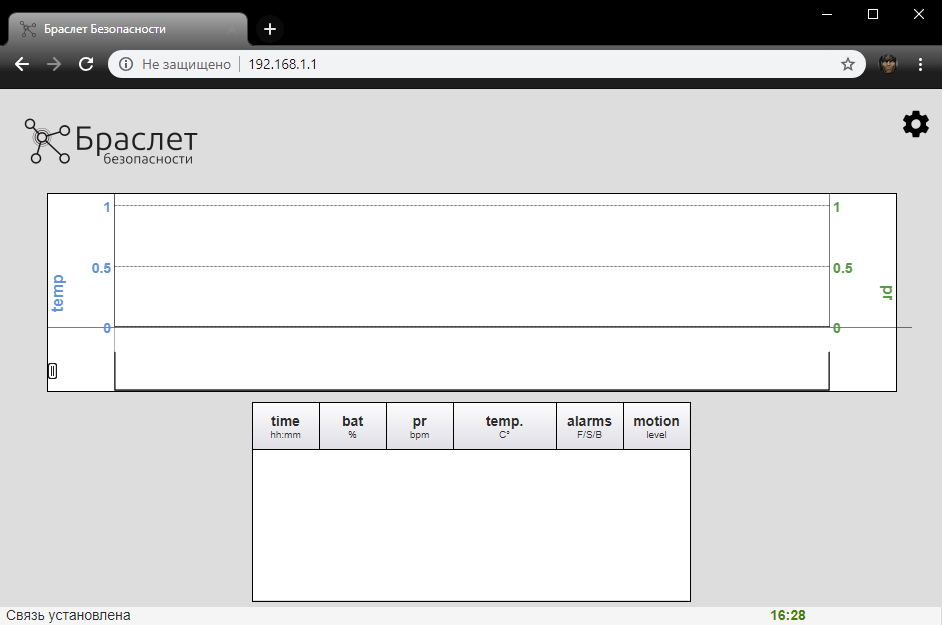 Браслет Безопасности
Не защищено
192.168.1.1
Браслет
безопасности
1
1
0.5
0.5
temp
pr
0
0
time bat pr temp. alarms motion
hh:mm % bpm C° F/S/B level
Связь установлена
16:28